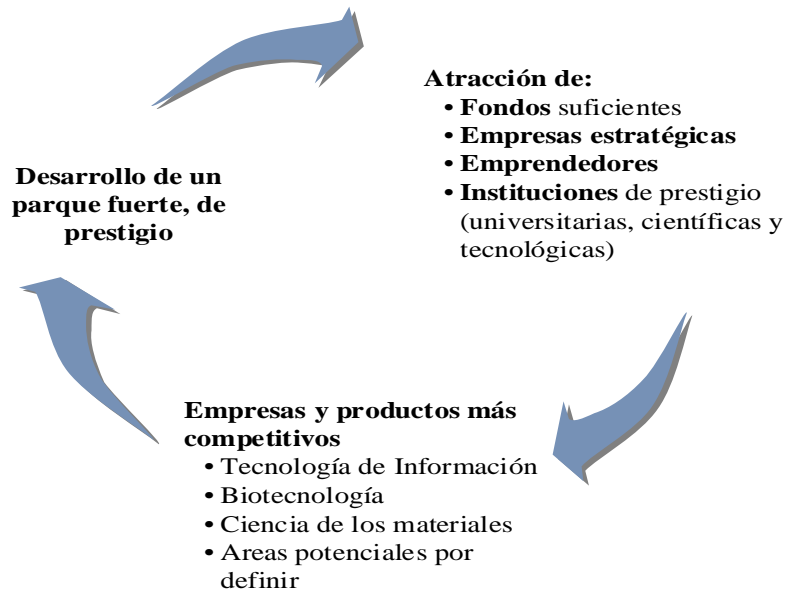 Atracción de:
• Fondos suficientes
• Empresas estratégicas
• Emprendedores
• Instituciones de prestigio
(universitarias, científicas y
tecnológicas)
Desarrollo de un
parque fuerte, de
prestigio
Empresas y productos más
competitivos
• Tecnología de Información
• Biotecnología
• Ciencia de los materiales
• Areas potenciales por
definir